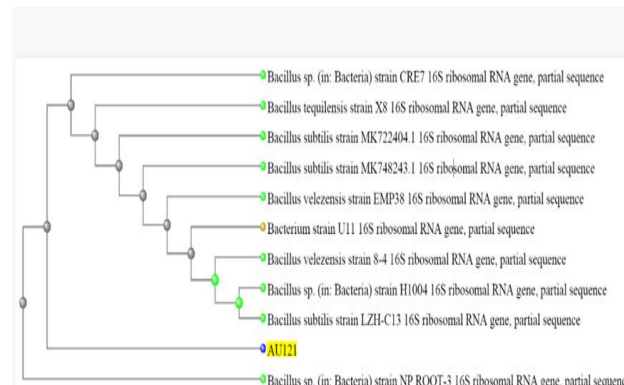 Bacillus sp. (in: Bacteria) strain CRE7 16S ribosomal RNA gene, partial sequence
Bacillus tequilensis strain X8 16S ribosomal RNA gene, partial sequence
Bacillus subtilis strain MK722404.1 16S ribosomal RNA gene, partial sequence
Bacillus subtilis strain MK748243.1 16S ribosomal RNA gene, partial sequence
Bacillus velezensis strain EMP38 16S ribosomal RNA gene, partial sequence
Bacterium strain U11 16S ribosomal RNA gene, partial sequence
Bacillus velezensis strain 8-4 16S ribosomal RNA gene, partial sequence
Bacillus sp. (in: Bacteria) strain H1004 16S ribosomal RNA gene, partial sequence
Bacillus subtilis strain LZH-C13 16S ribosomal RNA gene, partial sequence
AU121
Bacillus sp. (in: Bacteria) strain NP ROOT-3 16S ribosomal RNA gene, partial sequenc